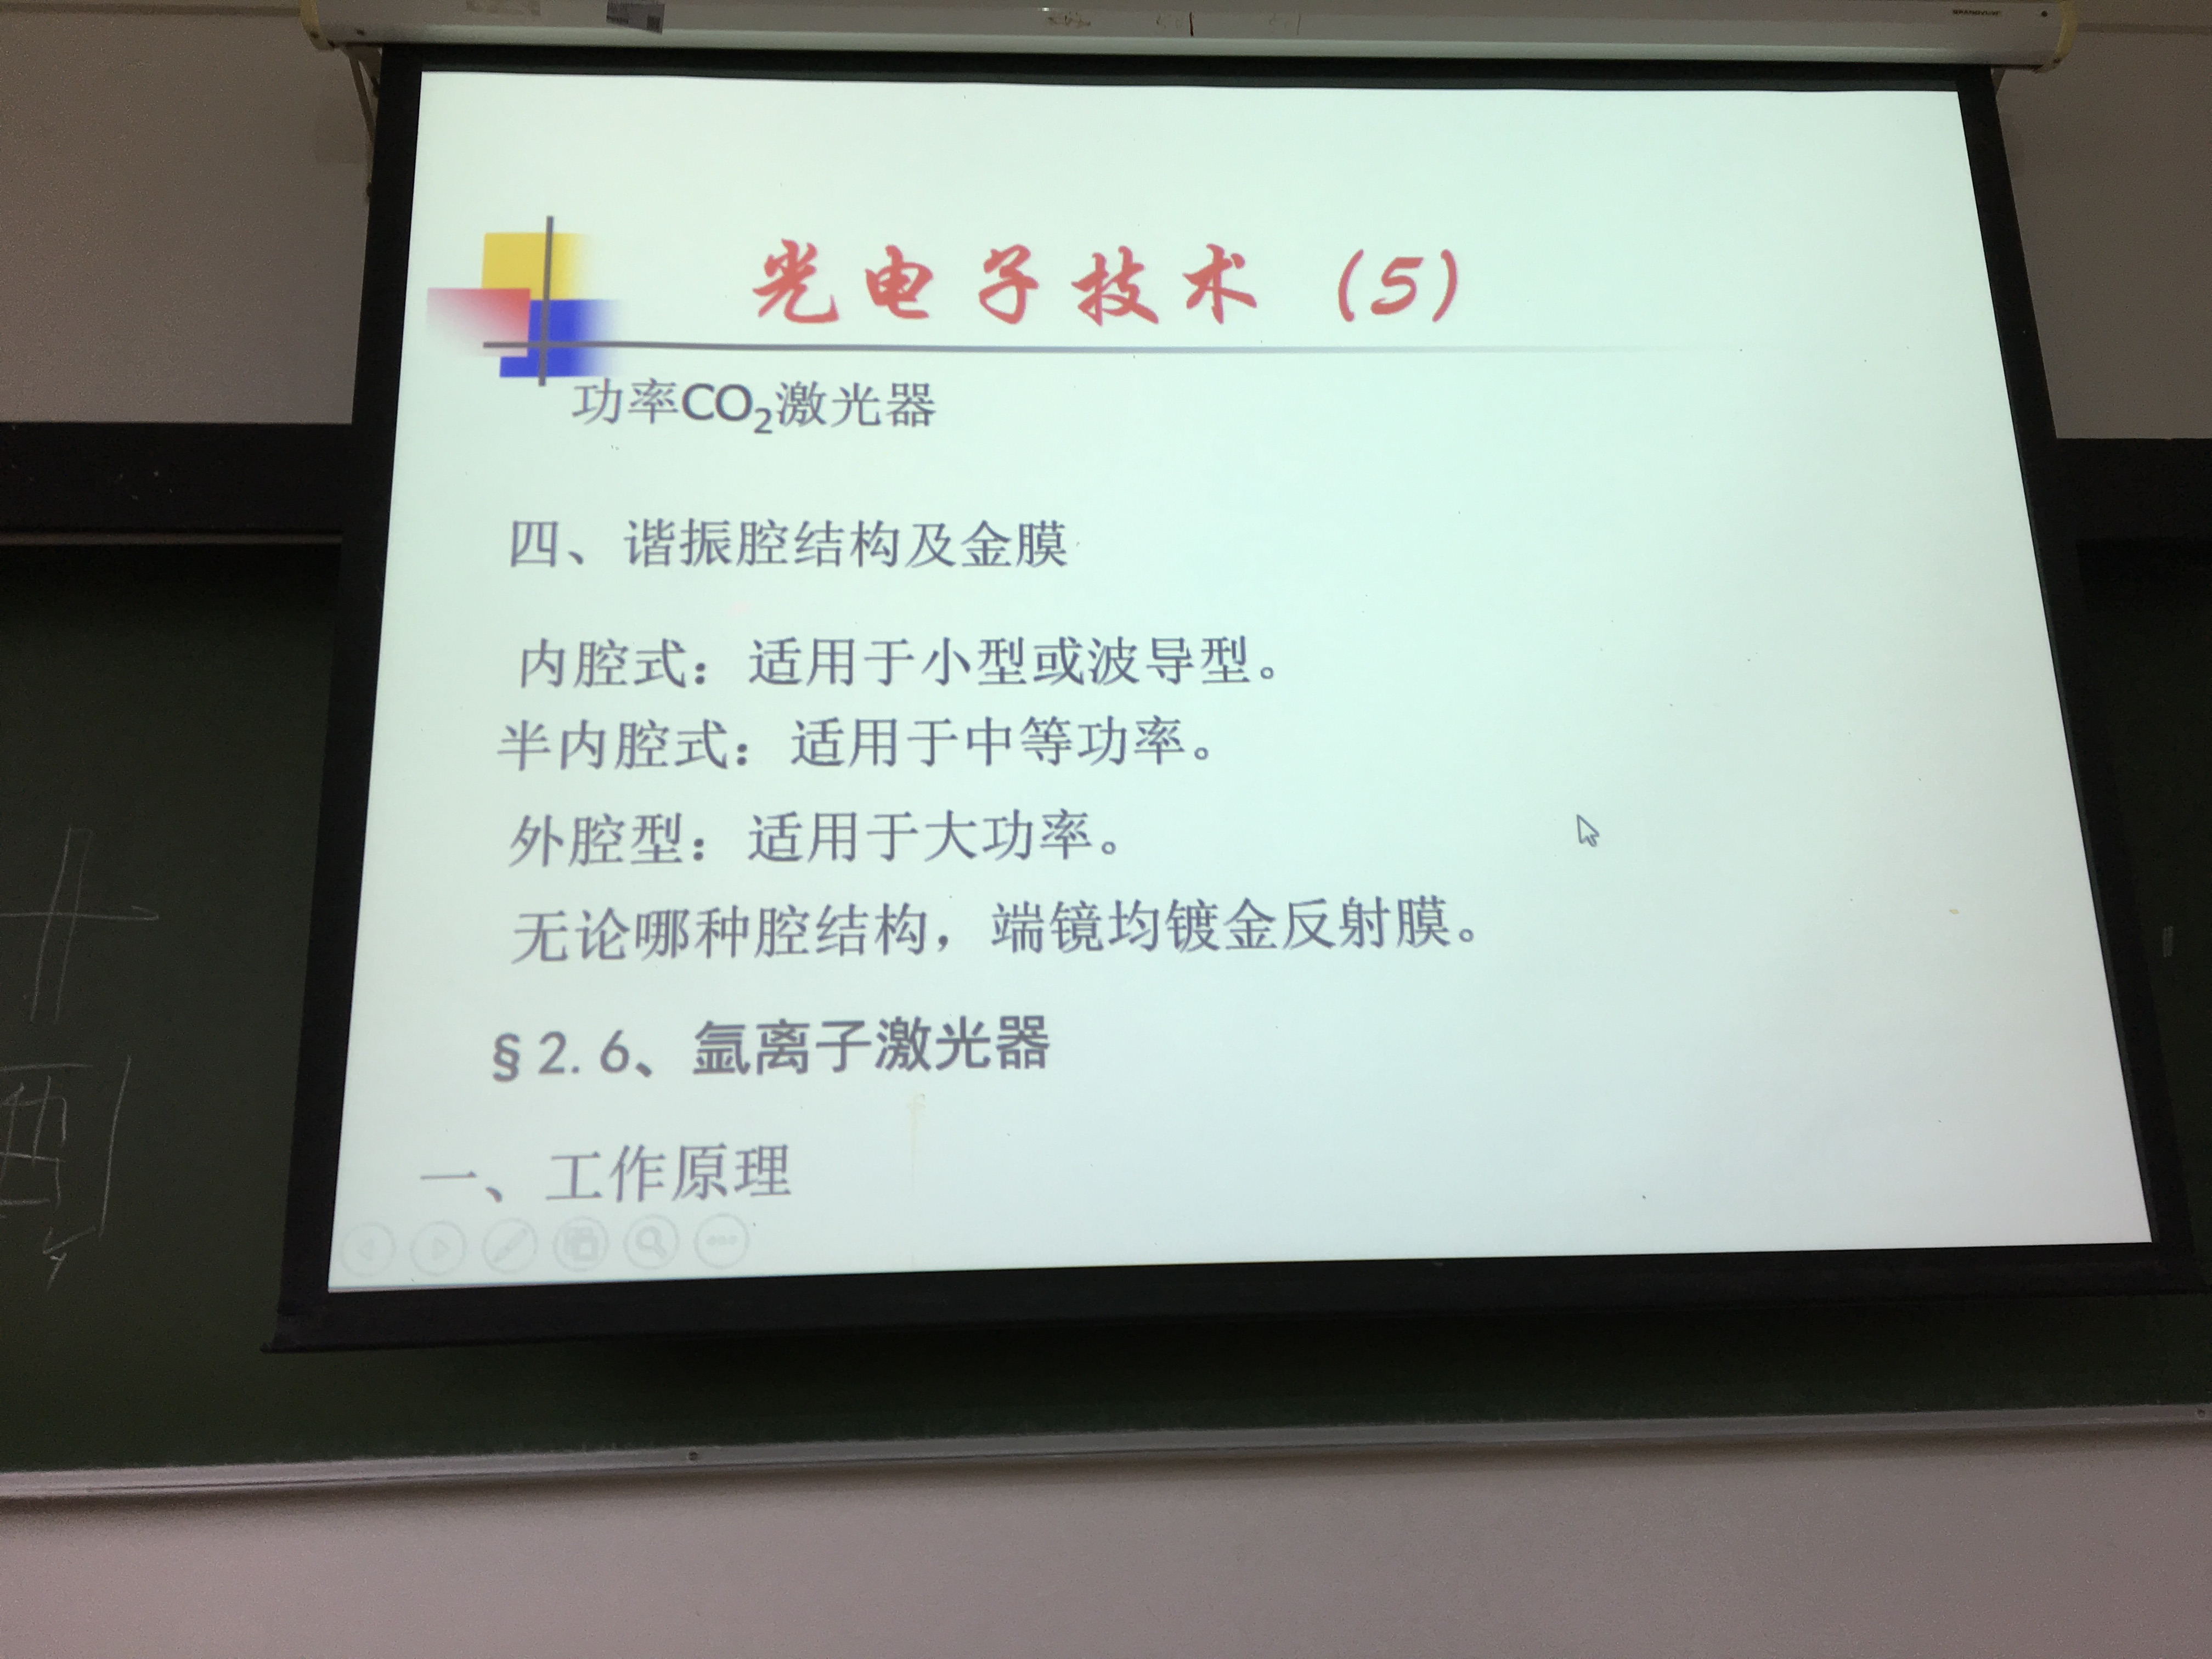 光电子技术（5）
功率CO₂激光器
四、谐振腔结构及金膜
内腔式：适用于小型或波导型。
半内腔式：适用于中等功率。
外腔型：适用于大功率。
无论哪种腔结构，端镜均镀金反射膜。
§2.6、氩离子激光器
一、工作原理